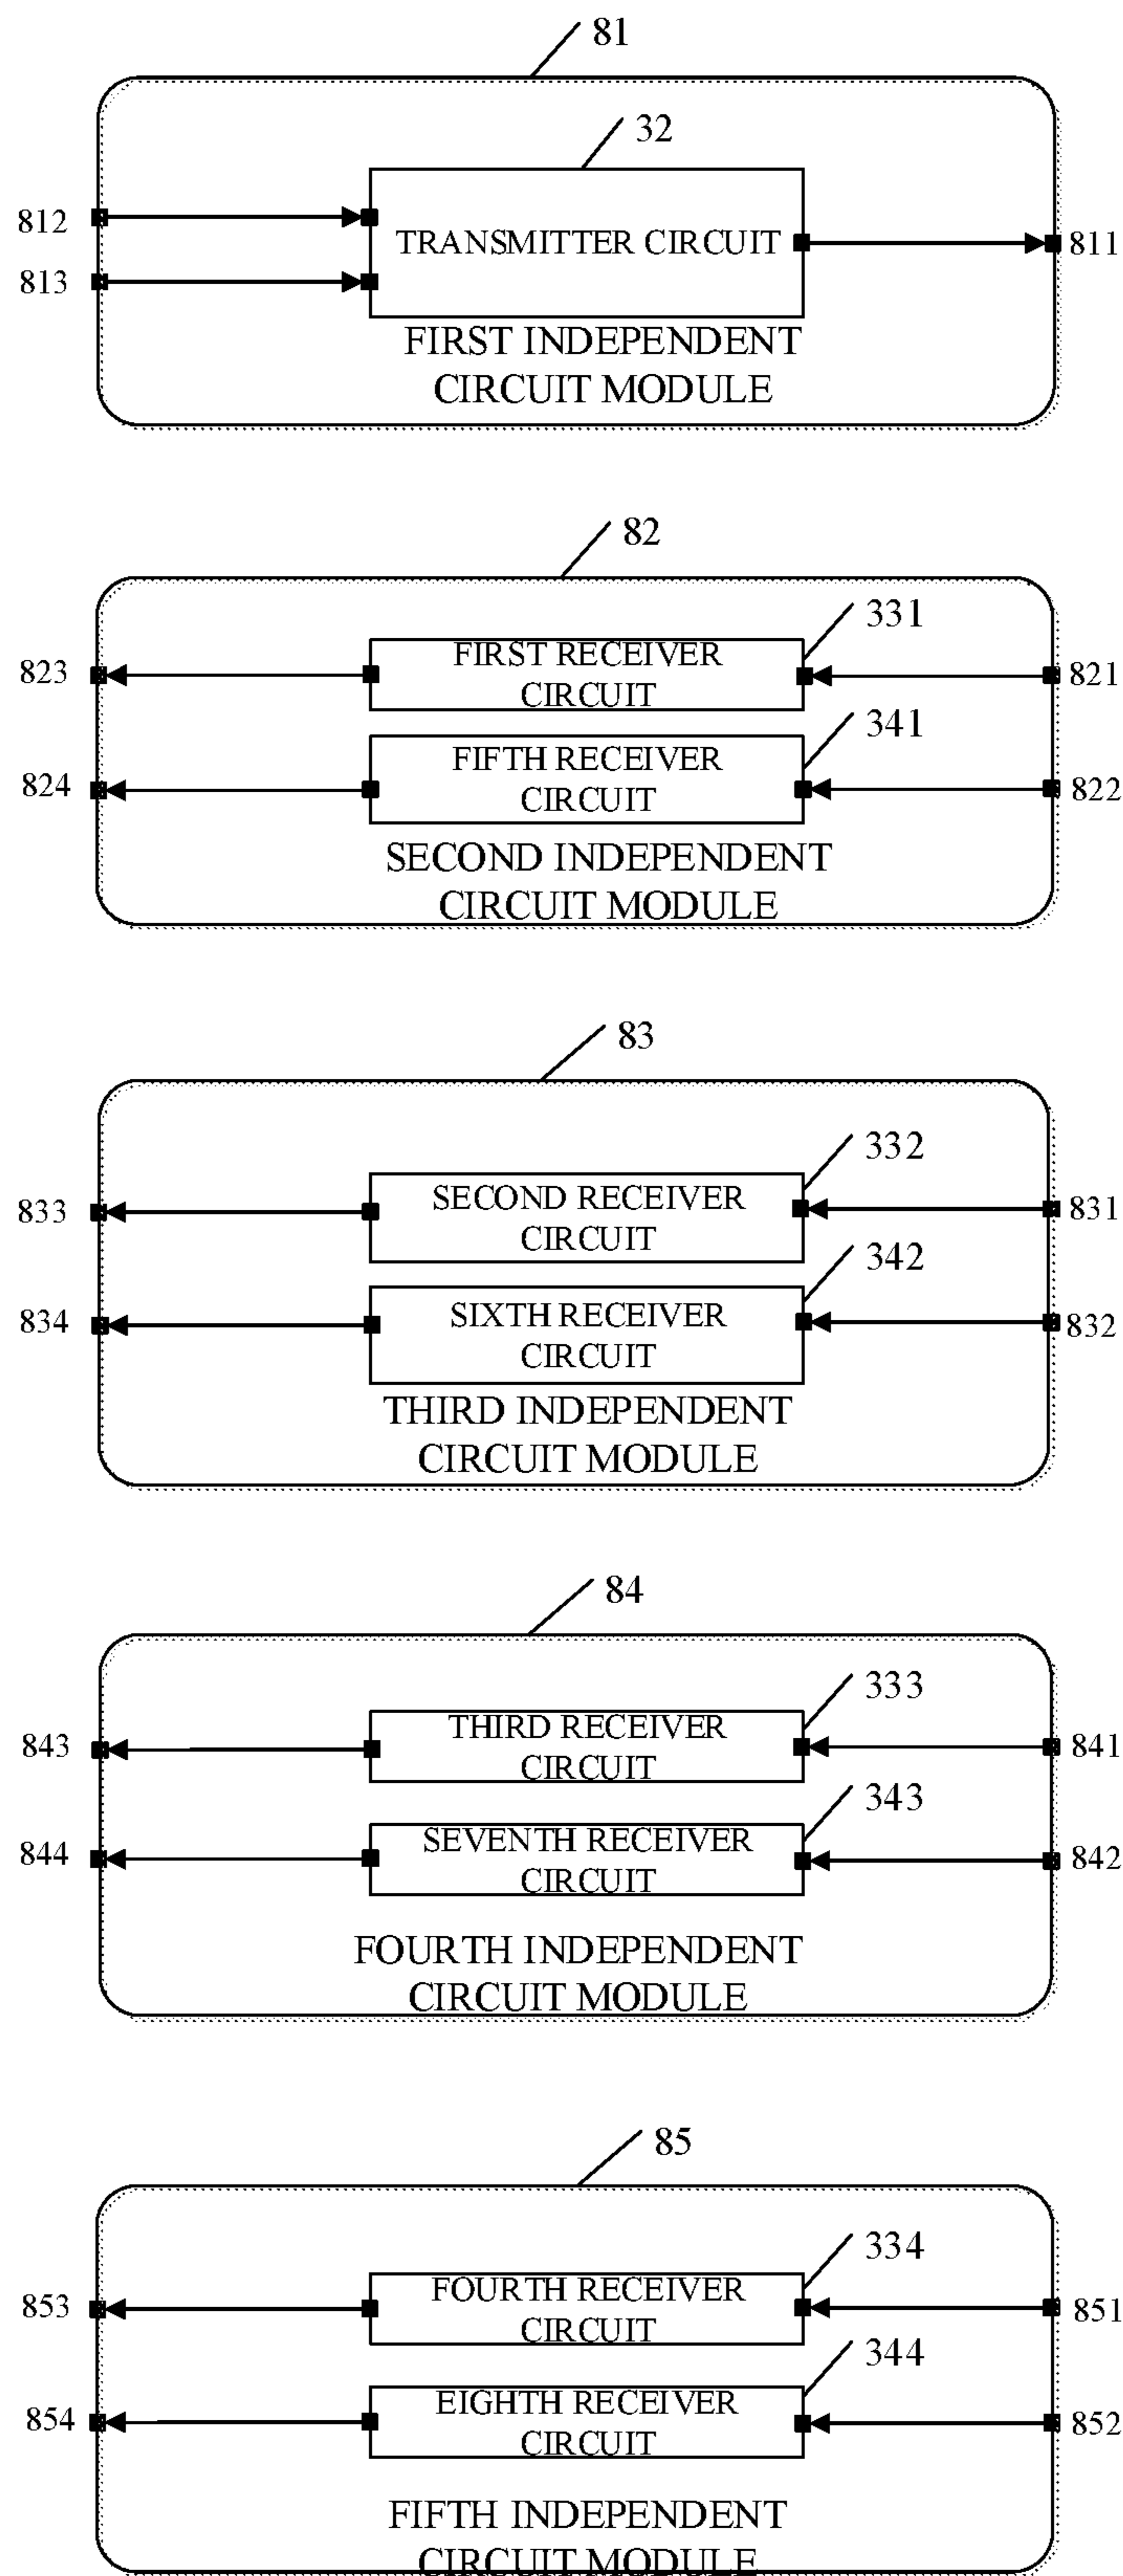 81
32
812
813
TRANSMITTER CIRCUIT
811
FIRST INDEPENDENT
CIRCUIT MODULE
82
331
823
FIRST RECEIVER
CIRCUIT
821
341
824
FIFTH RECEIVER
CIRCUIT
822
SECOND INDEPENDENT
CIRCUIT MODULE
83
332
833
SECOND RECEIVER
CIRCUIT
831
342
834
SIXTH RECEIVER
CIRCUIT
832
THIRD INDEPENDENT
CIRCUIT MODULE
84
333
843
THIRD RECEIVER
CIRCUIT
841
343
844
SEVENTH RECEIVER
CIRCUIT
842
FOURTH INDEPENDENT
CIRCUIT MODULE
85
334
853
FOURTH RECEIVER
CIRCUIT
851
344
854
EIGHTH RECEIVER
CIRCUIT
852
FIFTH INDEPENDENT
CIRCUIT MODULE